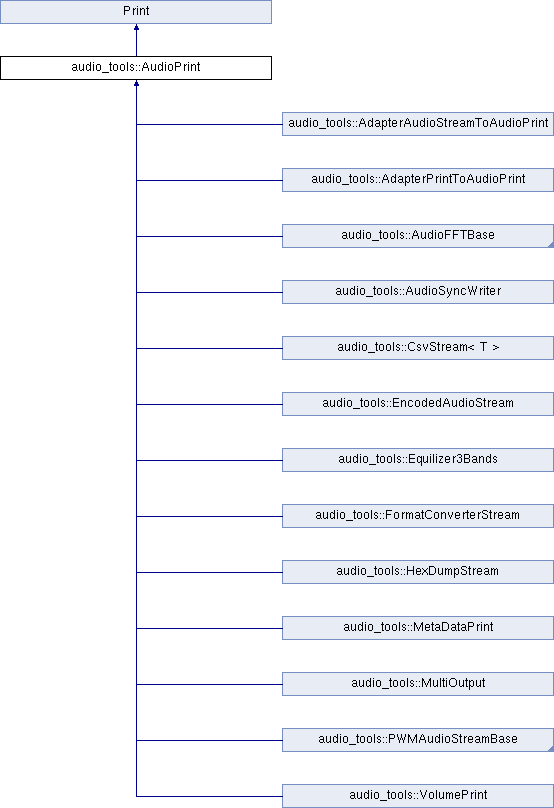 Print
audio_tools::AudioPrint
audio_tools::AdapterAudioStreamToAudioPrint
audio_tools::AdapterPrintToAudioPrint
audio_tools::AudioFFTBase
audio_tools::AudioSyncWriter
audio_tools::CsvStream< T >
audio_tools::EncodedAudioStream
audio_tools::Equilizer3Bands
audio_tools::FormatConverterStream
audio_tools::HexDumpStream
audio_tools::MetaDataPrint
audio_tools::MultiOutput
audio_tools::PWMAudioStreamBase
audio_tools::VolumePrint